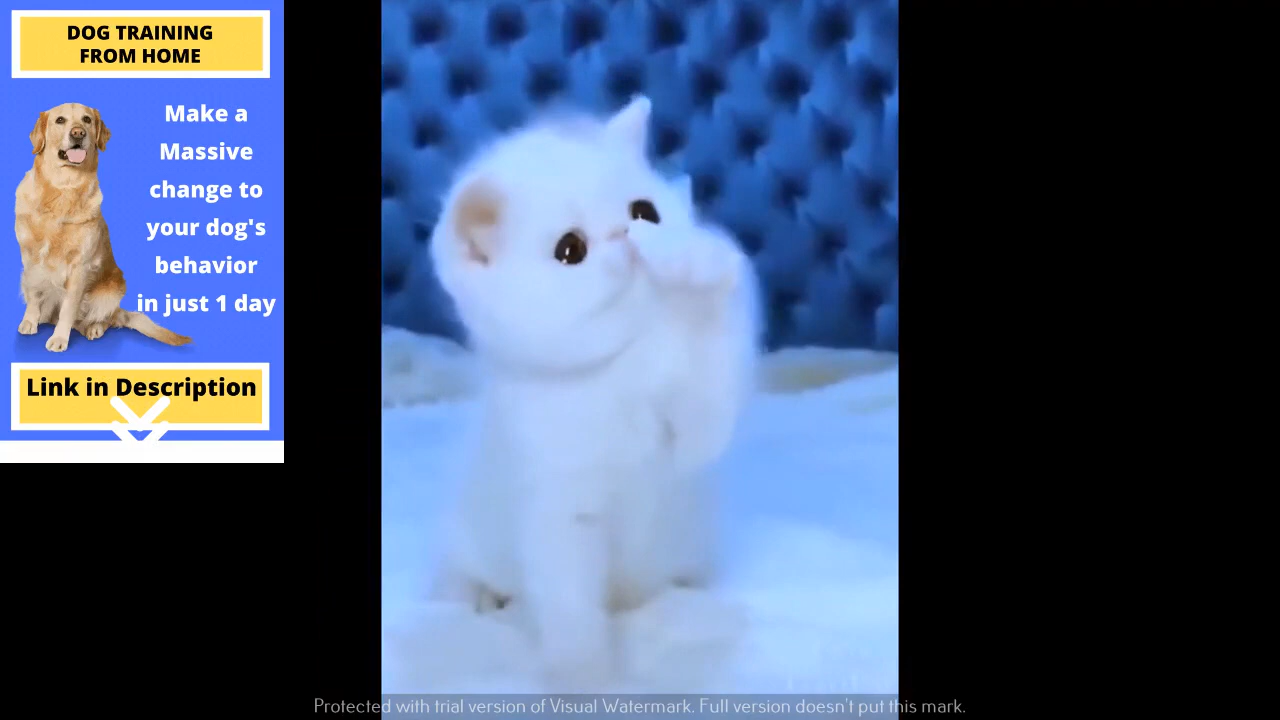 DOG TRAINING
FROM HOME
Make a
Massive
change to
your dog's
behavior
in just 1 day
Link in Description
Protected with trial version of Visual Watermark. Full version doesn't put this mark.